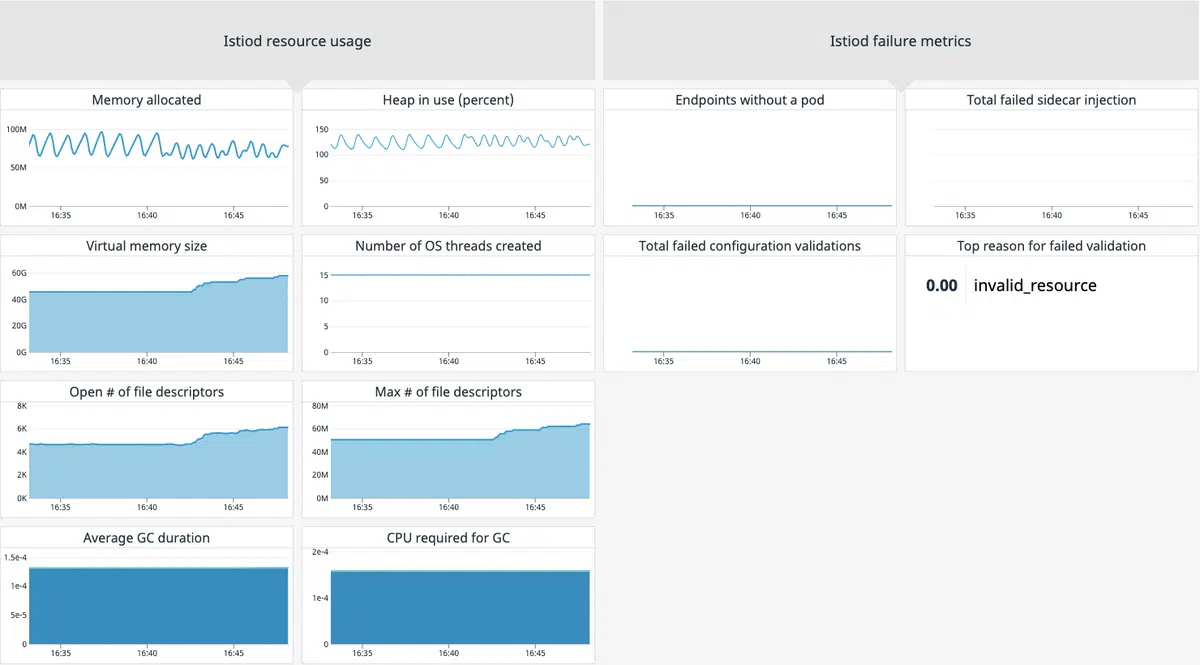 Istiod resource usage
Istiod failure metrics
Memory allocated
100M
50M
0M
16:35 16:40 16:45
Heap in use (percent)
150
100
50
0
16:35 16:40 16:45
Endpoints without a pod
16:35 16:40 16:45
Total failed sidecar injection
16:35 16:40 16:45
Virtual memory size
60G
40G
20G
0G
16:35 16:40 16:45
Number of OS threads created
15
10
5
0
16:35 16:40 16:45
Total failed configuration validations
16:35 16:40 16:45
Top reason for failed validation
0.00 invalid_resource
Open # of file descriptors
8K
6K
4K
2K
0K
16:35 16:40 16:45
Max # of file descriptors
80M
60M
40M
20M
0M
16:35 16:40 16:45
Average GC duration
1.5e-4
1e-4
5e-5
0
16:35 16:40 16:45
CPU required for GC
2e-4
1e-4
0
16:35 16:40 16:45